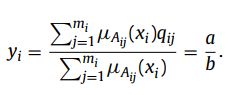 y_i = \frac{\sum_{j=1}^{m_i} \mu_{A_{ij}}(x_i) q_{ij}}{\sum_{j=1}^{m_i} \mu_{A_{ij}}(x_i)} = \frac{a}{b}.